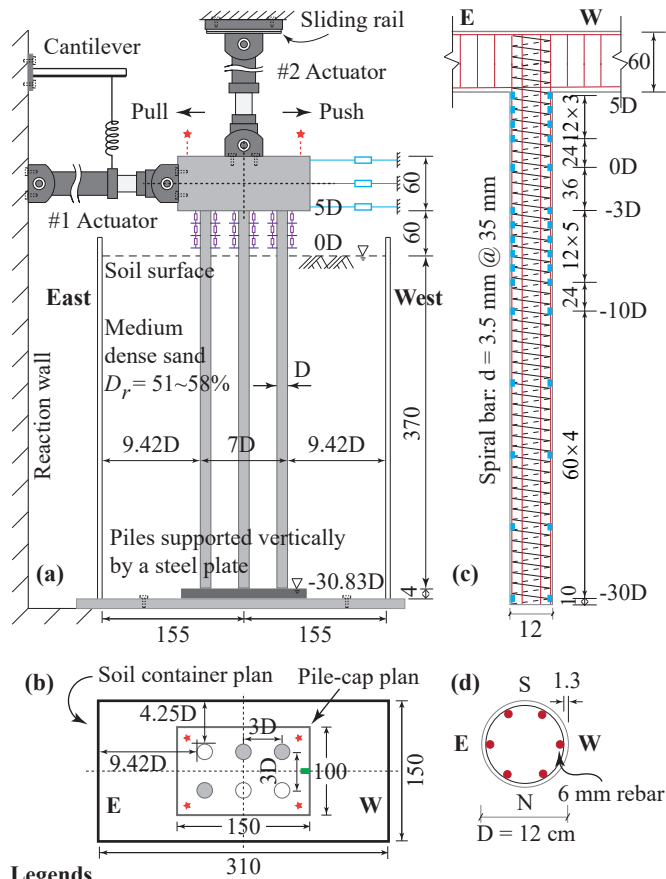 Sliding rail
Cantilever
#2 Actuator
Pull
Push
#1 Actuator
60
5D
60
0D
Soil surface
East
West
Medium
dense sand
Dr = 51~58%
D
9.42D
7D
9.42D
370
Reaction wall
Piles supported vertically
by a steel plate
(a)
-30.83D
4
155
155
(c)
E
W
60
5D
12×3
24
0D
36
-3D
12×5
24
-10D
Spiral bar: d = 3.5 mm @ 35 mm
60×4
10
-30D
12
(b)
Soil container plan
Pile-cap plan
4.25D
3D
9.42D
3D
100
150
E
W
150
310
(d)
S
1.3
E
W
N
6 mm rebar
D = 12 cm
Legends